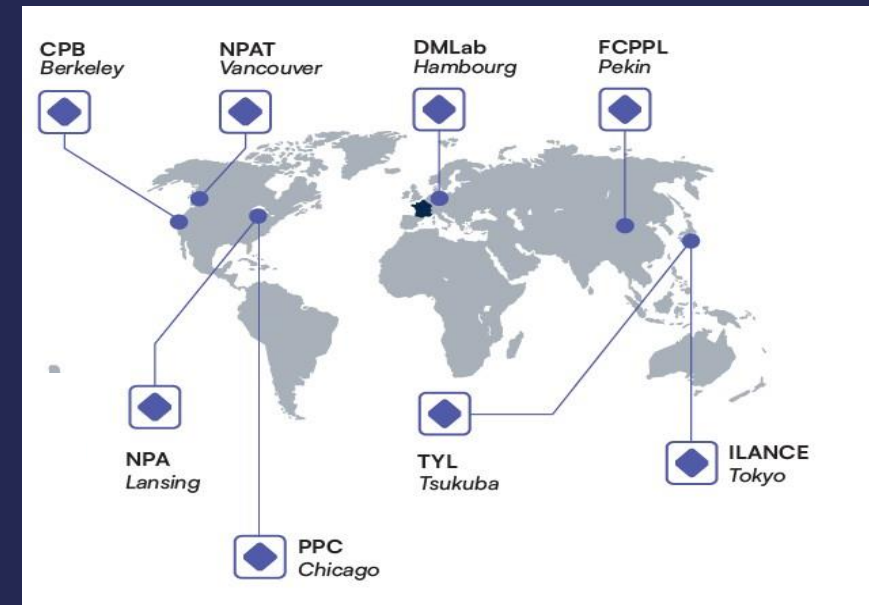 CPB
Berkeley
NPAT
Vancouver
DMLab
Hambourg
FCPPL
Pekin
NPA
Lansing
TYL
Tsukuba
ILANCE
Tokyo
PPC
Chicago